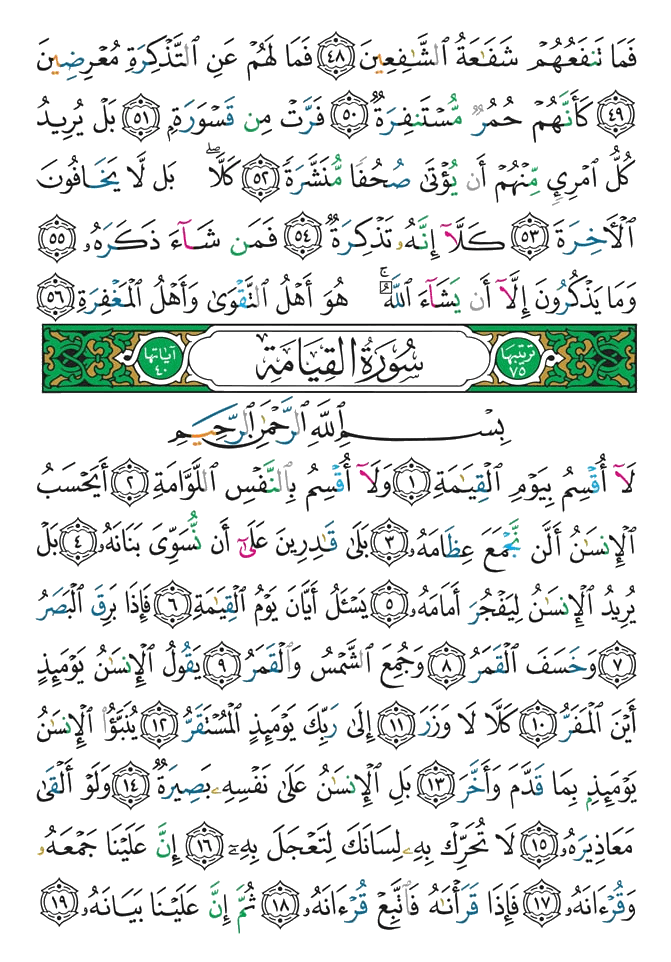 فَمَا تَنفَعُهُمْ شَفَٰعَةُ ٱلشَّٰفِعِينَ ٤٨ فَمَا لَهُمْ عَنِ ٱلتَّذْكِرَةِ مُعْرِضِينَ
٤٩ كَأَنَّهُمْ حُمُرٌ مُّسْتَنفِرَةٌ ٥٠ فَرَّتْ مِن قَسْوَرَةٍۭ ٥١ بَلْ يُرِيدُ
كُلُّ ٱمْرِئٍ مِّنْهُمْ أَن يُؤْتَىٰ صُحُفًا مُّنَشَّرَةً ٥٢ كَلَّاۖ بَل لَّا يَخَافُونَ
ٱلْأَخِرَةَ ٥٣ كَلَّآ إِنَّهُۥ تَذْكِرَةٌ ٥٤ فَمَن شَآءَ ذَكَرَهُۥ ٥٥
وَمَا يَذْكُرُونَ إِلَّآ أَن يَشَآءَ ٱللَّهُۚ هُوَ أَهْلُ ٱلتَّقْوَىٰ وَأَهْلُ ٱلْمَغْفِرَةِ ٥٦
ترتيبها ٧٥ سُورَةُ الْقِيَامَةِ آياتها ٤٠
بِسْمِ ٱللَّهِ ٱلرَّحْمَٰنِ ٱلرَّحِيمِ
لَآ أُقْسِمُ بِيَوْمِ ٱلْقِيَٰمَةِ ١ وَلَآ أُقْسِمُ بِٱلنَّفْسِ ٱللَّوَّامَةِ ٢ أَيَحْسَبُ
ٱلْإِنسَٰنُ أَلَّن نَّجْمَعَ عِظَامَهُۥ ٣ بَلَىٰ قَٰدِرِينَ عَلَىٰٓ أَن نُّسَوِّىَ بَنَانَهُۥ ٤ بَلْ
يُرِيدُ ٱلْإِنسَٰنُ لِيَفْجُرَ أَمَامَهُۥ ٥ يَسْـَٔلُ أَيَّانَ يَوْمُ ٱلْقِيَٰمَةِ ٦ فَإِذَا بَرِقَ ٱلْبَصَرُ
٧ وَخَسَفَ ٱلْقَمَرُ ٨ وَجُمِعَ ٱلشَّمْسُ وَٱلْقَمَرُ ٩ يَقُولُ ٱلْإِنسَٰنُ يَوْمَئِذٍ
أَيْنَ ٱلْمَفَرُّ ١٠ كَلَّا لَا وَزَرَ ١١ إِلَىٰ رَبِّكَ يَوْمَئِذٍ ٱلْمُسْتَقَرُّ ١٢ يُنَبَّؤُا۟ ٱلْإِنسَٰنُ
يَوْمَئِذٍۭ بِمَا قَدَّمَ وَأَخَّرَ ١٣ بَلِ ٱلْإِنسَٰنُ عَلَىٰ نَفْسِهِۦ بَصِيرَةٌ ١٤ وَلَوْ أَلْقَىٰ
مَعَاذِيرَهُۥ ١٥ لَا تُحَرِّكْ بِهِۦ لِسَانَكَ لِتَعْجَلَ بِهِۦٓ ١٦ إِنَّ عَلَيْنَا جَمْعَهُۥ
وَقُرْءَانَهُۥ ١٧ فَإِذَا قَرَأْنَٰهُ فَٱتَّبِعْ قُرْءَانَهُۥ ١٨ ثُمَّ إِنَّ عَلَيْنَا بَيَانَهُۥ ١٩